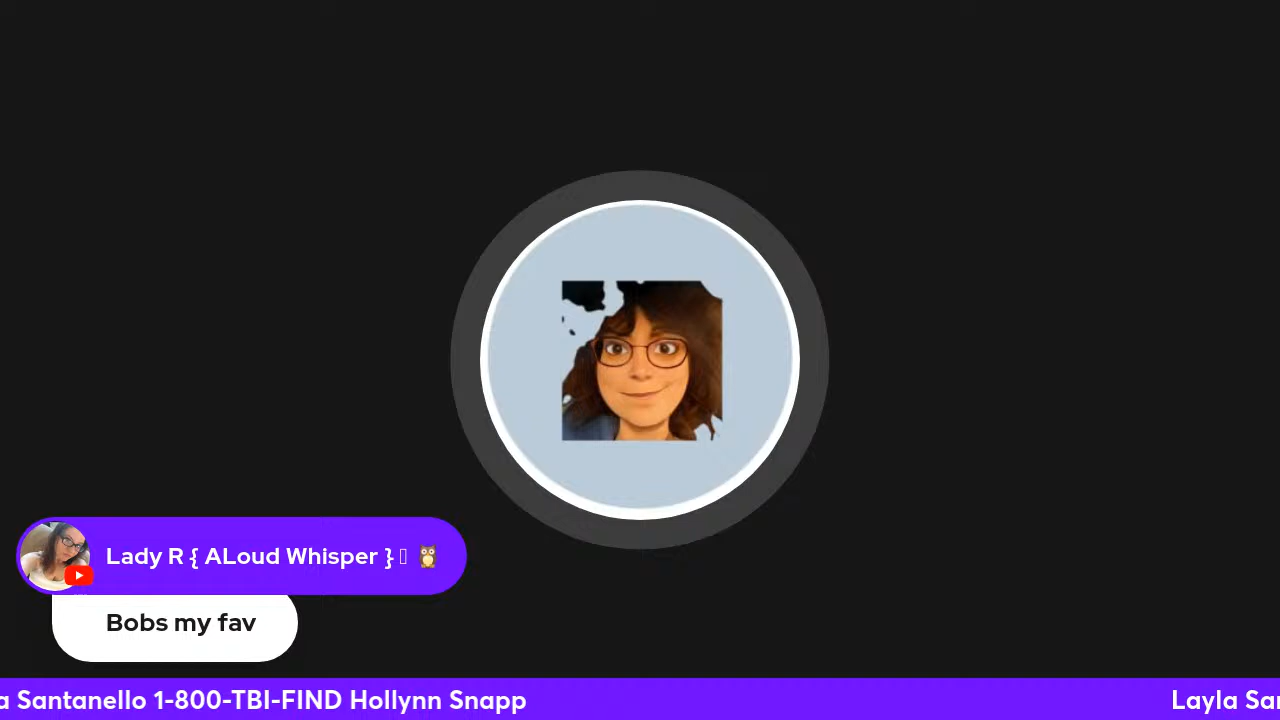 Lady R { ALoud Whisper } 🦉
Bobs my fav
a Santanello 1-800-TBI-FIND Hollynn Snapp
Layla Sa